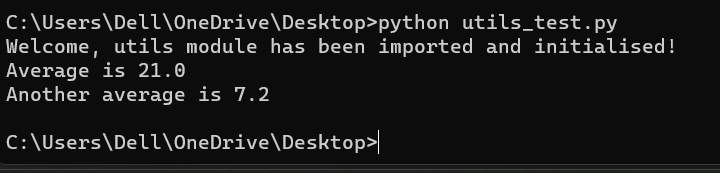 C:\Users\Dell\OneDrive\Desktop>python utils_test.py
Welcome, utils module has been imported and initialised!
Average is 21.0
Another average is 7.2
C:\Users\Dell\OneDrive\Desktop>